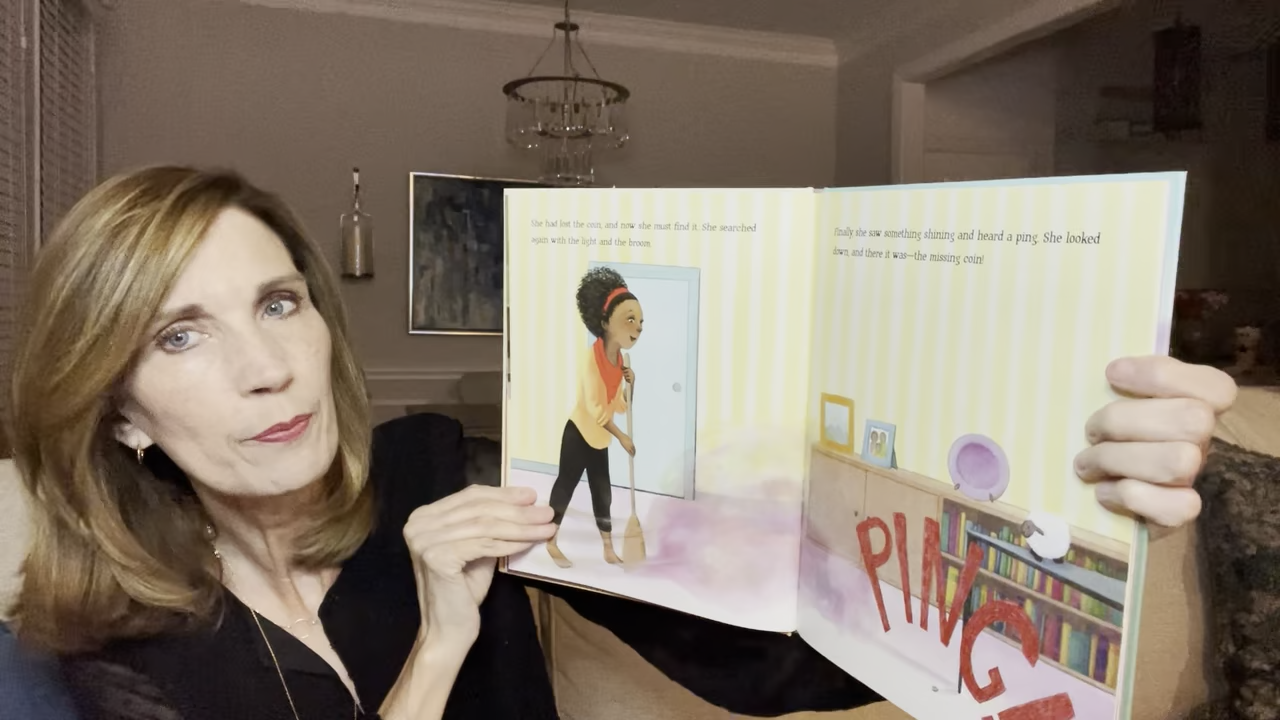 She had lost the coin, and now she must find it. She searched
again with the light and the broom.
Finally she saw something shining and heard a ping. She looked
down, and there it was—the missing coin!
PING